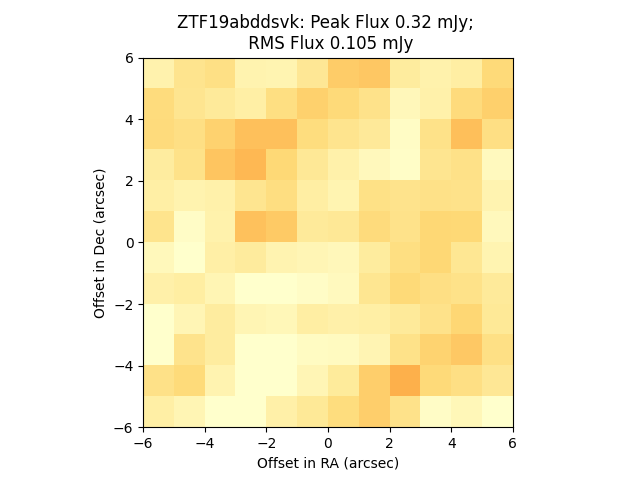 ZTF19abddsvk: Peak Flux 0.32 mJy;
RMS Flux 0.105 mJy
6
4
2
0
−2
−4
−6
Offset in Dec (arcsec)
−6 −4 −2 0 2 4 6
Offset in RA (arcsec)